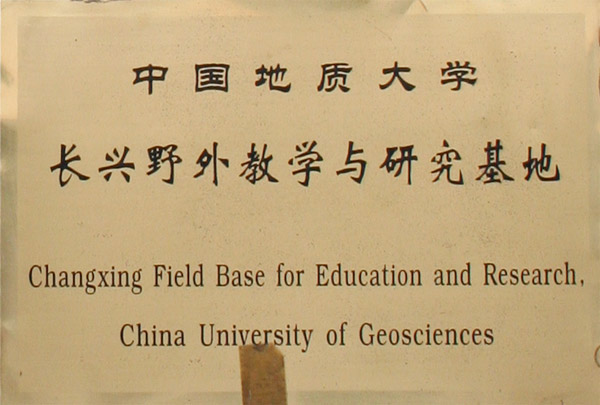 中国地质大学
长兴野外教学与研究基地
Changxing Field Base for Education and Research,
China University of Geosciences